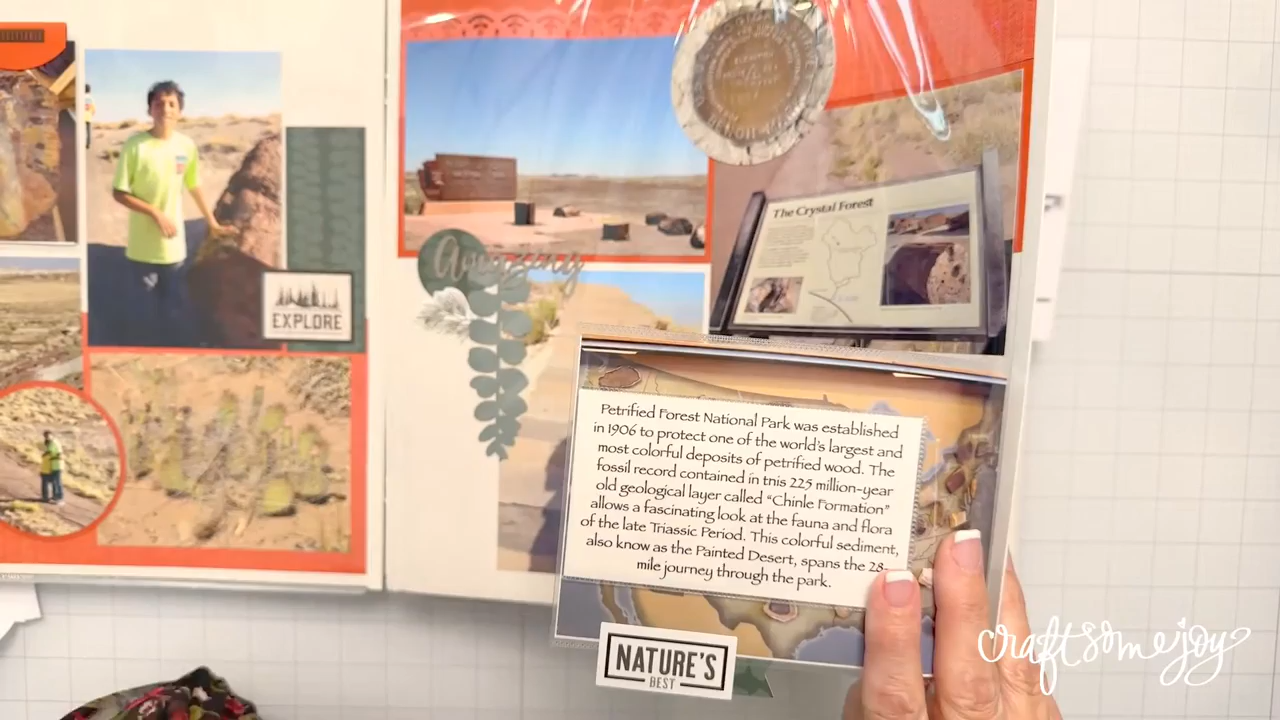 Amazing
EXPLORE
The Crystal Forest
Petrified Forest National Park was established
in 1906 to protect one of the world's largest and
most colorful deposits of petrified wood. The
fossil record contained in tnis 225 million-year
old geological layer called "Chinle Formation"
allows a fascinating look at the fauna and flora
of the late Triassic Period. This colorful sediment,
also know as the Painted Desert, spans the 28-
mile journey through the park.
NATURE'S
BEST
craftsomejoy